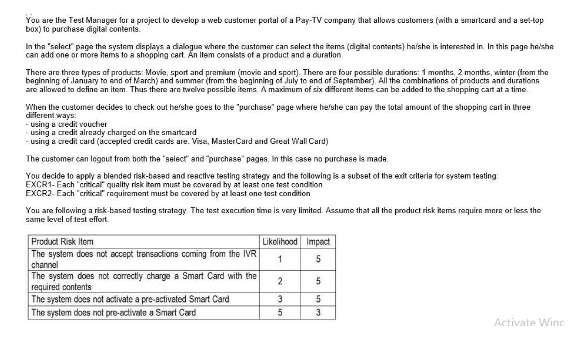 You are the Test Manager for a project to develop a web customer portal of a Pay-TV company that allows customers (with a smartcard and a set-top
box) to purchase digital contents.
In the "select" page the system displays a dialogue where the customer can select the items (digital contents) he/she is interested in. In this page he/she
can add one or more items to a shopping cart. An item consists of a product and a duration.
There are three types of products: Movie, sport and premium (movie and sport). There are four possible durations: 1 months, 2 months, winter (from the
beginning of January to end of March) and summer (from the beginning of July to end of September). All the combinations of products and durations
are allowed to define an item. Thus there are twelve possible items. A maximum of six different items can be added to the shopping cart at a time.
When the customer decides to check out he/she goes to the "purchase" page where he/she can pay the total amount of the shopping cart in three
different ways:
- using a credit voucher
- using a credit already charged on the smartcard
- using a credit card (accepted credit cards are: Visa, MasterCard and Great Wall Card)
The customer can logout from both the "select" and "purchase" pages. In this case no purchase is made.
You decide to apply a blended risk-based and reactive testing strategy and the following is a subset of the exit criteria for system testing:
EXCR1- Each "critical" quality risk item must be covered by at least one test condition
EXCR2- Each "critical" requirement must be covered by at least one test condition
You are following a risk-based testing strategy. The test execution time is very limited. Assume that all the product risk items require more or less the
same level of test effort.
Product Risk Item Likelihood Impact
The system does not accept transactions coming from the IVR
channel 1 5
The system does not correctly charge a Smart Card with the
required contents 2 5
The system does not activate a pre-activated Smart Card 3 5
The system does not pre-activate a Smart Card 5 3
Activate Winc